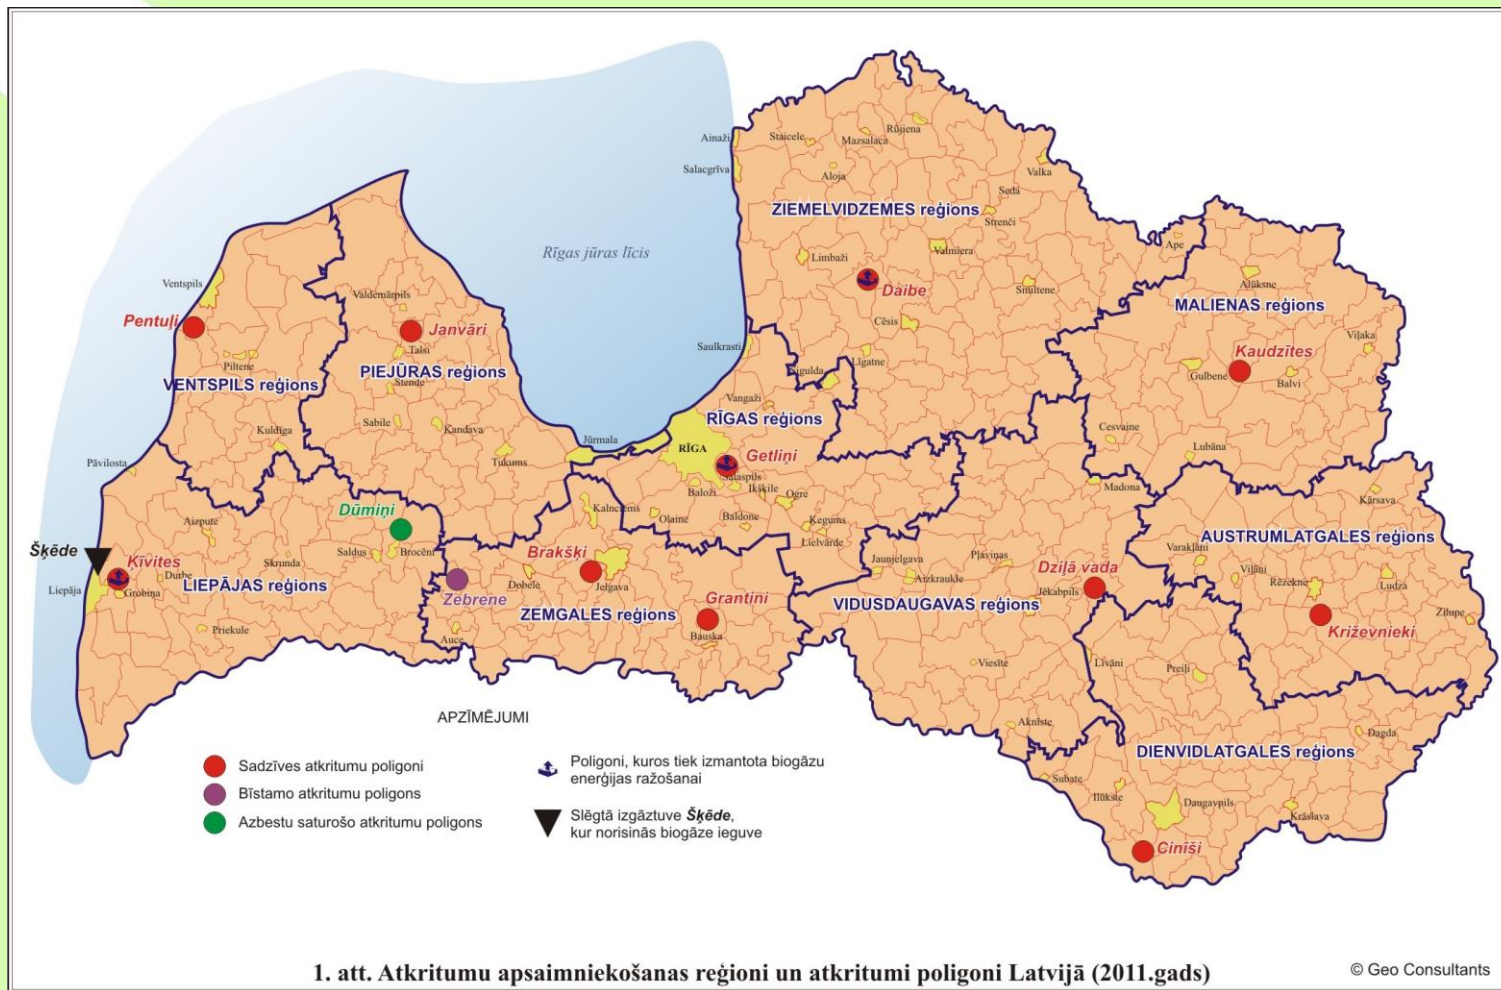 Ainaži
Staicele
Mazsalaca
Rūjiena
Salacgrīva
Aloja
Valka
Seda
Strenči
ZIEMEĻVIDZEMES reģions
Rīgas jūras līcis
Limbaži
Valmiera
Ape
Alūksne
Daibe
Smiltene
MALIENAS reģions
Ventspils
Valdemārpils
Pentuļi
Janvāri
Cēsis
Viļaka
Saulkrasti
Talsi
Piltene
Līgatne
Kaudzītes
VENTSPILS reģions
PIEJŪRAS reģions
Stende
Sigulda
Gulbene
Balvi
Vangaži
RĪGAS reģions
Sabile
Kandava
Kuldīga
Cesvaine
Jūrmala
RĪGA
Lubāna
Pāvilosta
Tukums
Getliņi
Salaspils
Baloži
Ikšķile
Ogre
Madona
Kārsava
Dūmiņi
Kalnciems
Olaine
Baldone
Ķegums
Lielvārde
Aizpute
AUSTRUMLATGALES reģions
Šķēde
Saldus
Brocēni
Brakšķi
Varakļāni
Ķīvites
Skrunda
Jaunjelgava
Pļaviņas
Viļāni
Rēzekne
Ludza
Durbe
Dobele
Aizkraukle
Dziļā vada
Liepāja
Grobiņa
LIEPĀJAS reģions
Jelgava
Jēkabpils
Zebrene
Grantiņi
VIDUSDAUGAVAS reģions
Zilupe
ZEMGALES reģions
Križevnieki
Priekule
Auce
Bauska
Viesīte
Līvāni
Preiļi
Aknīste
Dagda
DIENVIDLATGALES reģions
Subate
Ilūkste
Daugavpils
Krāslava
Cinīši
APZĪMĒJUMI
Sadzīves atkritumu poligoni
Bīstamo atkritumu poligons
Azbestu saturošo atkritumu poligons
Poligoni, kuros tiek izmantota biogāzu
enerģijas ražošanai
Slēgtā izgāztuve Šķēde,
kur norisinās biogāze ieguve
1. att. Atkritumu apsaimniekošanas reģioni un atkritumi poligoni Latvijā (2011.gads)
© Geo Consultants